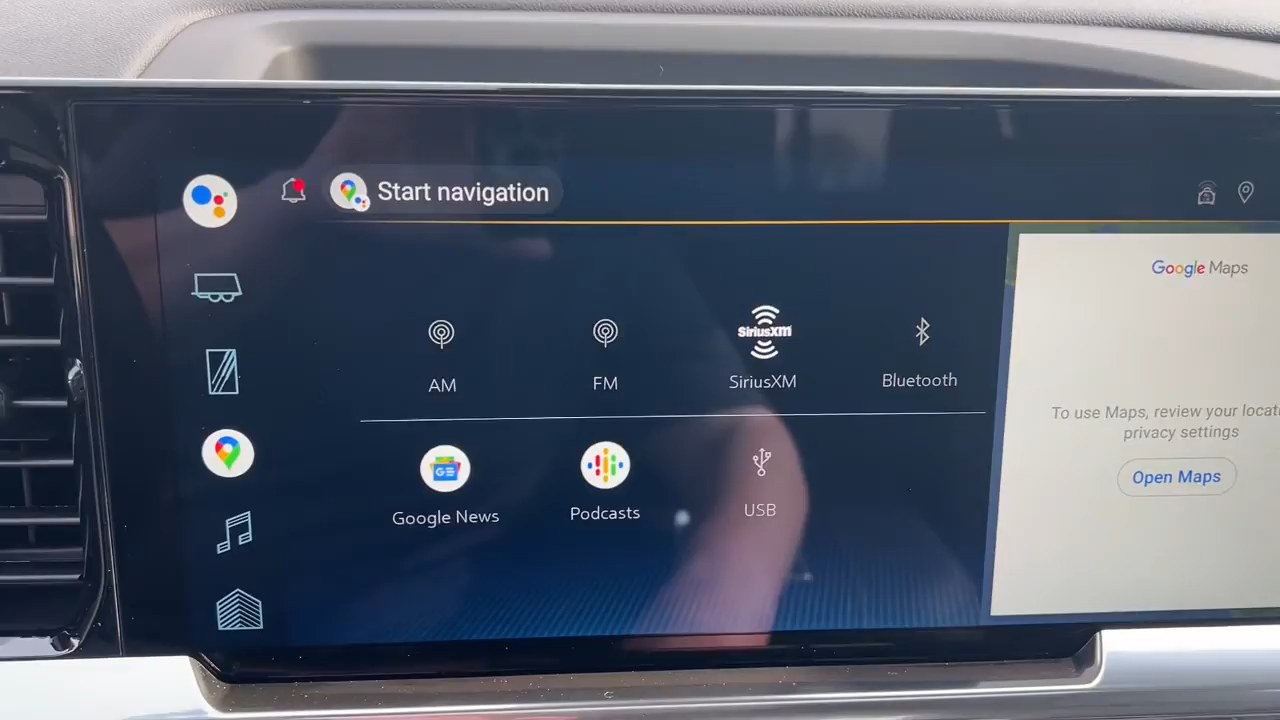 Start navigation
Google Maps
SiriusXM
AM
FM
SiriusXM
Bluetooth
To use Maps, review your
privacy settings
Open Maps
GE
Google News
Podcasts
USB